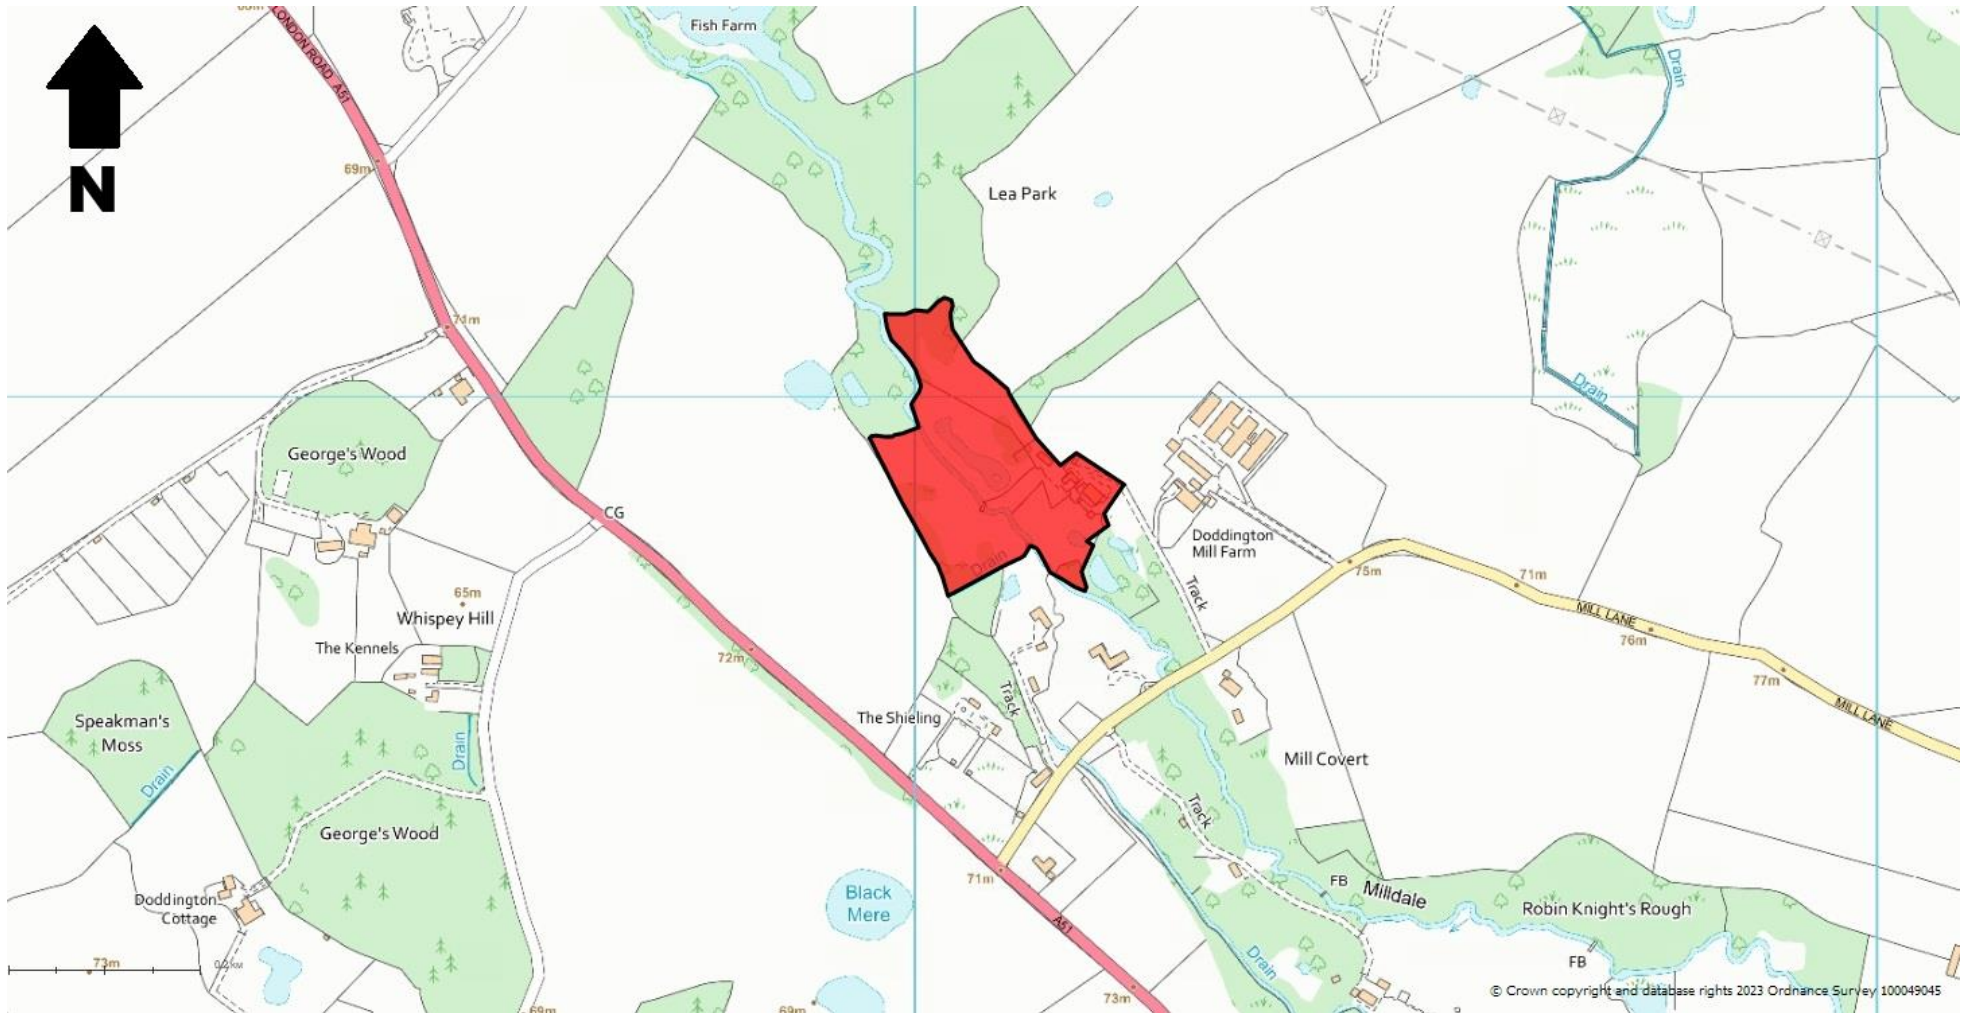 Fish Farm
LONDON ROAD A51
Drain
69m
N
Lea Park
71m
George's Wood
Drain
CG
Doddington
Mill Farm
Drain
75m
71m
65m
Whispey Hill
Track
MILL LANE
76m
The Kennels
72m
77m
Track
MILL LANE
Speakman's
Moss
The Shieling
Drain
Mill Covert
Drain
George's Wood
Track
71m
FB
Milldale
Black
Mere
Doddington
Cottage
A51
Robin Knight's Rough
73m
0.2 KM
Drain
FB
© Crown copyright and database rights 2023 Ordnance Survey 100049045
73m
69m
69m